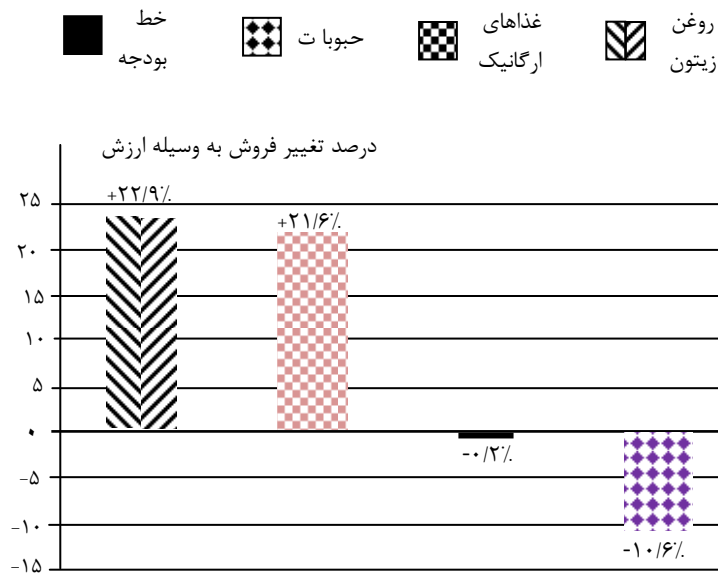 روغن
زیتون
غذاهای
ارگانیک
حبوبا ت
خط
بودجه
درصد تغییر فروش به وسیله ارزش
+۲۲/۹٪
+۲۱/۶٪
-۰/۲٪
-۱۰/۶٪
۲۵
۲۰
۱۵
۱۰
۵
۰
-۵
-۱۰
-۱۵